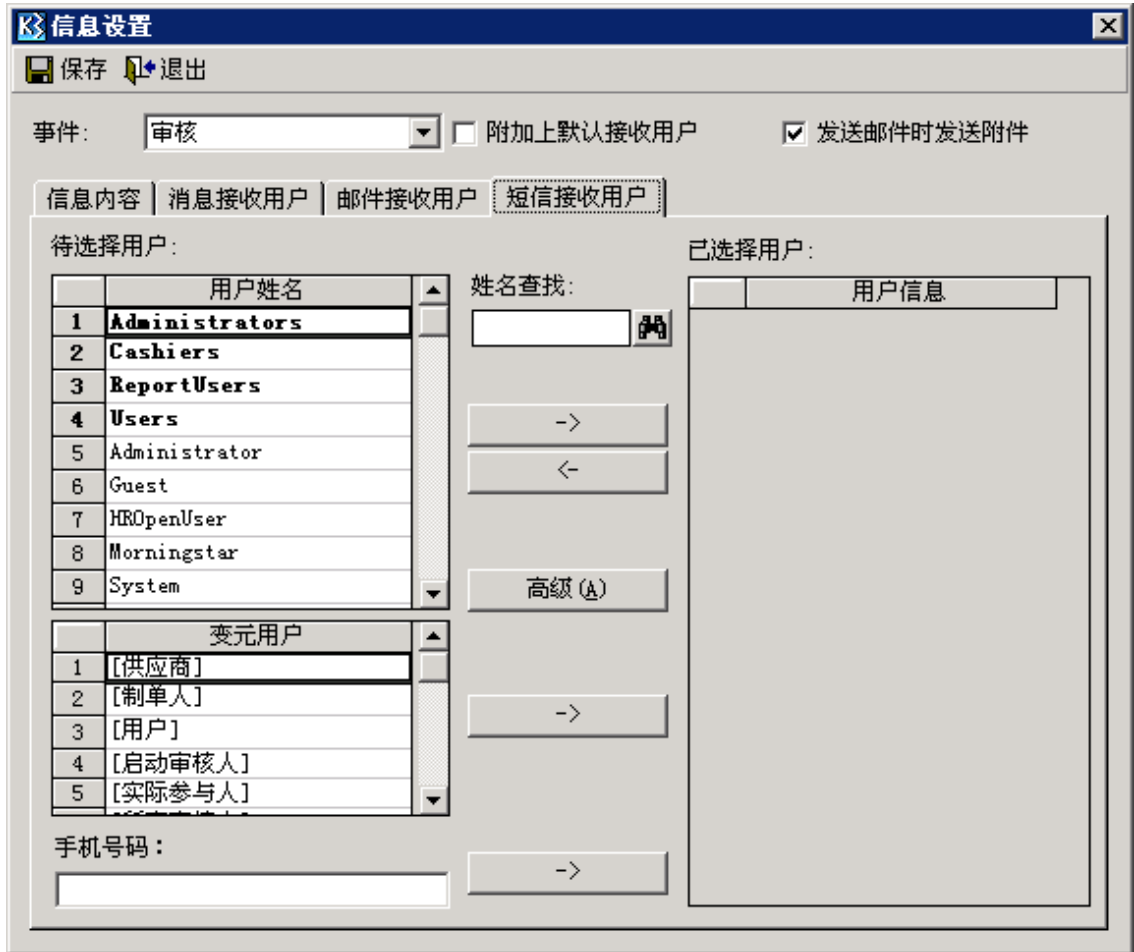 K3 信息设置
保存 退出
事件: 审核 附加上默认接收用户 发送邮件时发送附件
信息内容 消息接收用户 邮件接收用户 短信接收用户
待选择用户:
已选择用户:
用户姓名
1 Administrators
2 Cashiers
3 ReportUsers
4 Users
5 Administrator
6 Guest
7 HROpenUser
8 Morningstar
9 System
姓名查找:
->
<-
高级(A)
用户信息
变元用户
1 [供应商]
2 [制单人]
3 [用户]
4 [启动审核人]
5 [实际参与人]
->
手机号码：
->